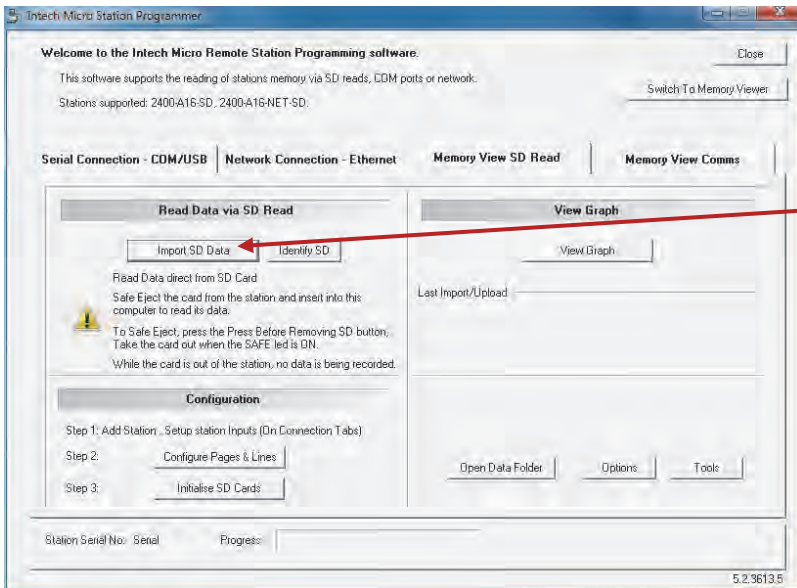 Intech Micro Station Programmer
Welcome to the Intech Micro Remote Station Programming software.
Close
This software supports the reading of stations memory via SD reads, COM ports or network.
Switch To Memory Viewer
Stations supported: 2400-A16-SD, 2400-A16-NET-SD.
Serial Connection - COM/USB
Network Connection - Ethernet
Memory View SD Read
Memory View Comms
Read Data via SD Read
Import SD Data
Identify SD
Read Data direct from SD Card
Safe Eject the card from the station and insert into this
computer to read its data.
To Safe Eject, press the Press Before Removing SD button,
Take the card out when the SAFE led is ON.
While the card is out of the station, no data is being recorded.
View Graph
View Graph
Last Import/Upload
Configuration
Step 1: Add Station , Setup station Inputs (On Connection Tabs)
Step 2:
Configure Pages & Lines
Step 3:
Initialise SD Cards
Open Data Folder
Options
Tools
Station Serial No: Serial
Progress:
5.2.3613.5